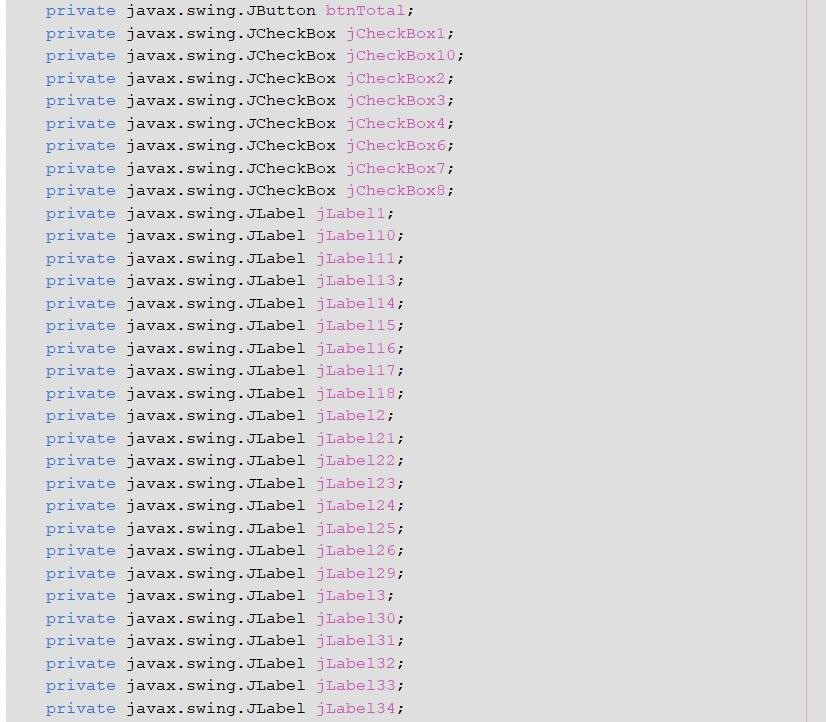 private javax.swing.JButton btnTotal;
private javax.swing.JCheckBox jCheckBox1;
private javax.swing.JCheckBox jCheckBox10;
private javax.swing.JCheckBox jCheckBox2;
private javax.swing.JCheckBox jCheckBox3;
private javax.swing.JCheckBox jCheckBox4;
private javax.swing.JCheckBox jCheckBox6;
private javax.swing.JCheckBox jCheckBox7;
private javax.swing.JCheckBox jCheckBox8;
private javax.swing.JLabel jLabel1;
private javax.swing.JLabel jLabel10;
private javax.swing.JLabel jLabel11;
private javax.swing.JLabel jLabel13;
private javax.swing.JLabel jLabel14;
private javax.swing.JLabel jLabel15;
private javax.swing.JLabel jLabel16;
private javax.swing.JLabel jLabel17;
private javax.swing.JLabel jLabel18;
private javax.swing.JLabel jLabel2;
private javax.swing.JLabel jLabel21;
private javax.swing.JLabel jLabel22;
private javax.swing.JLabel jLabel23;
private javax.swing.JLabel jLabel24;
private javax.swing.JLabel jLabel25;
private javax.swing.JLabel jLabel26;
private javax.swing.JLabel jLabel29;
private javax.swing.JLabel jLabel3;
private javax.swing.JLabel jLabel30;
private javax.swing.JLabel jLabel31;
private javax.swing.JLabel jLabel32;
private javax.swing.JLabel jLabel33;
private javax.swing.JLabel jLabel34;